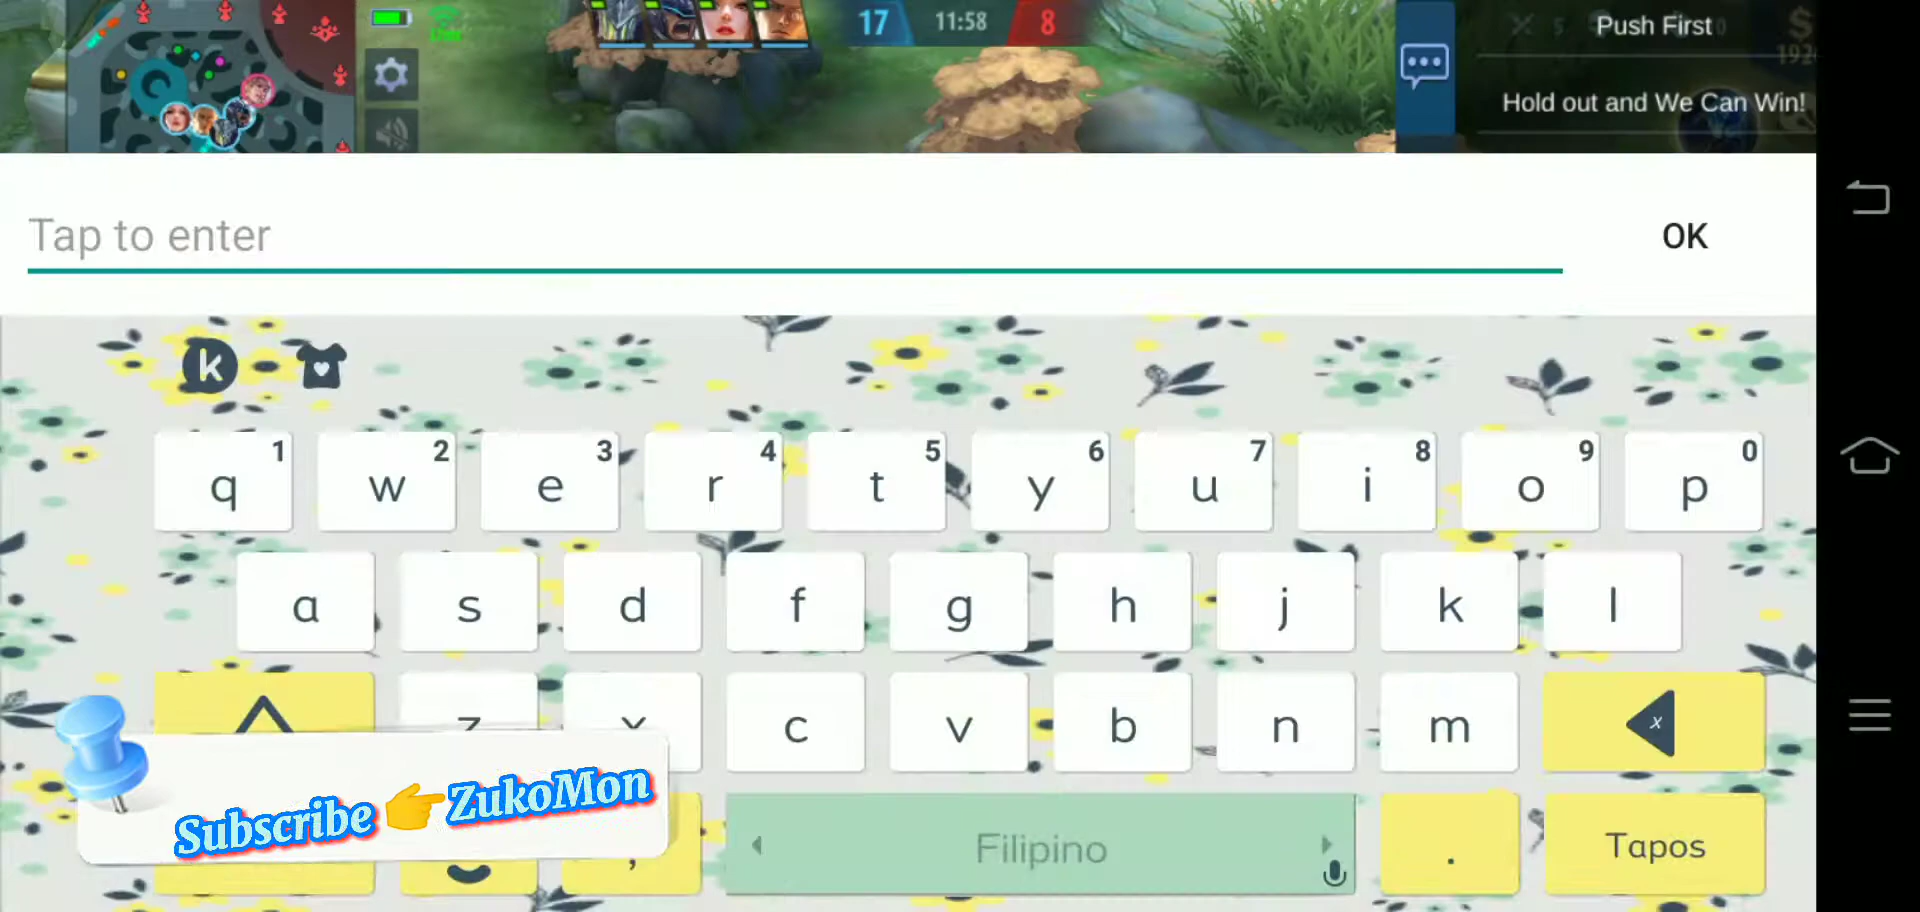 17 11:58 8
Push First
Hold out and We Can Win!
Tap to enter
OK
k
q 1 w 2 e 3 r 4 t 5 y 6 u 7 i 8 o 9 p 0
a s d f g h j k l
z x c v b n m x
Subscribe 👉 ZukoMon
, Filipino . Tapos